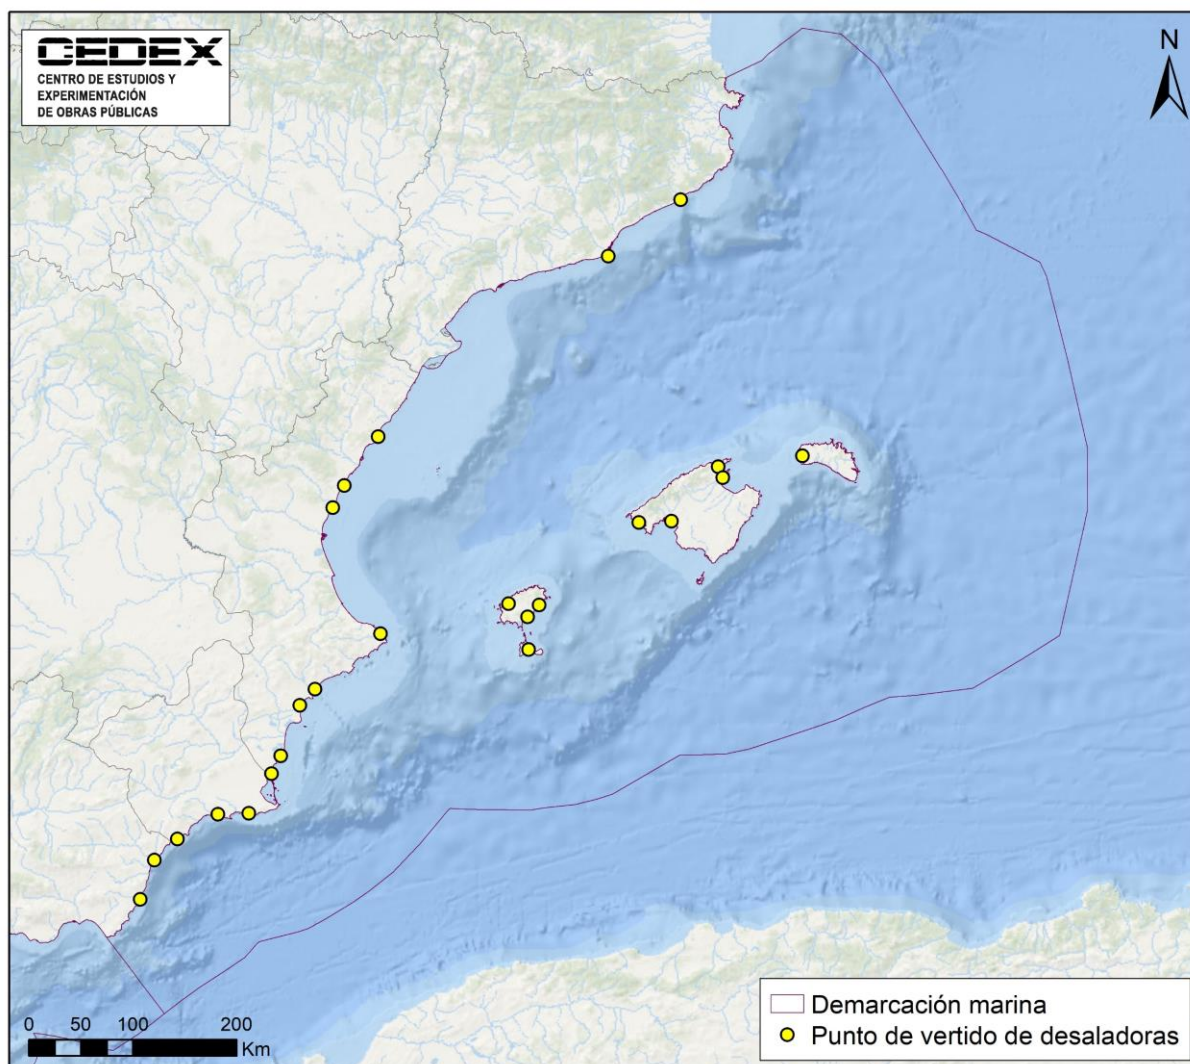 CEDEX
CENTRO DE ESTUDIOS Y
EXPERIMENTACIÓN
DE OBRAS PÚBLICAS
N
0 50 100 200
Km
Demarcación marina
Punto de vertido de desaladoras